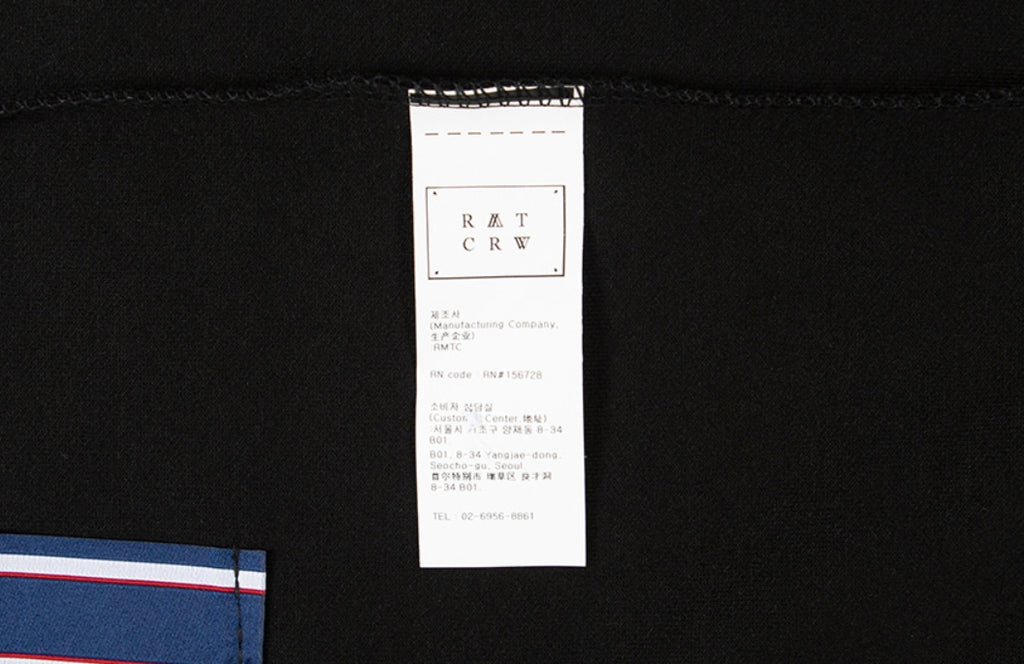 R M T
C R W
제조사
(Manufacturing Company,
生产企业)
RMTC
RN code : RN#156728
소비자 상담실
Center,地址)
서울시 서초구 양재동 8-34
B01.
B01, 8-34 Yangjae-dong,
Seocho-gu, Seoul
首尔特别市 瑞草区 良才洞
8-34 B01.
TEL : 02-6956-8861